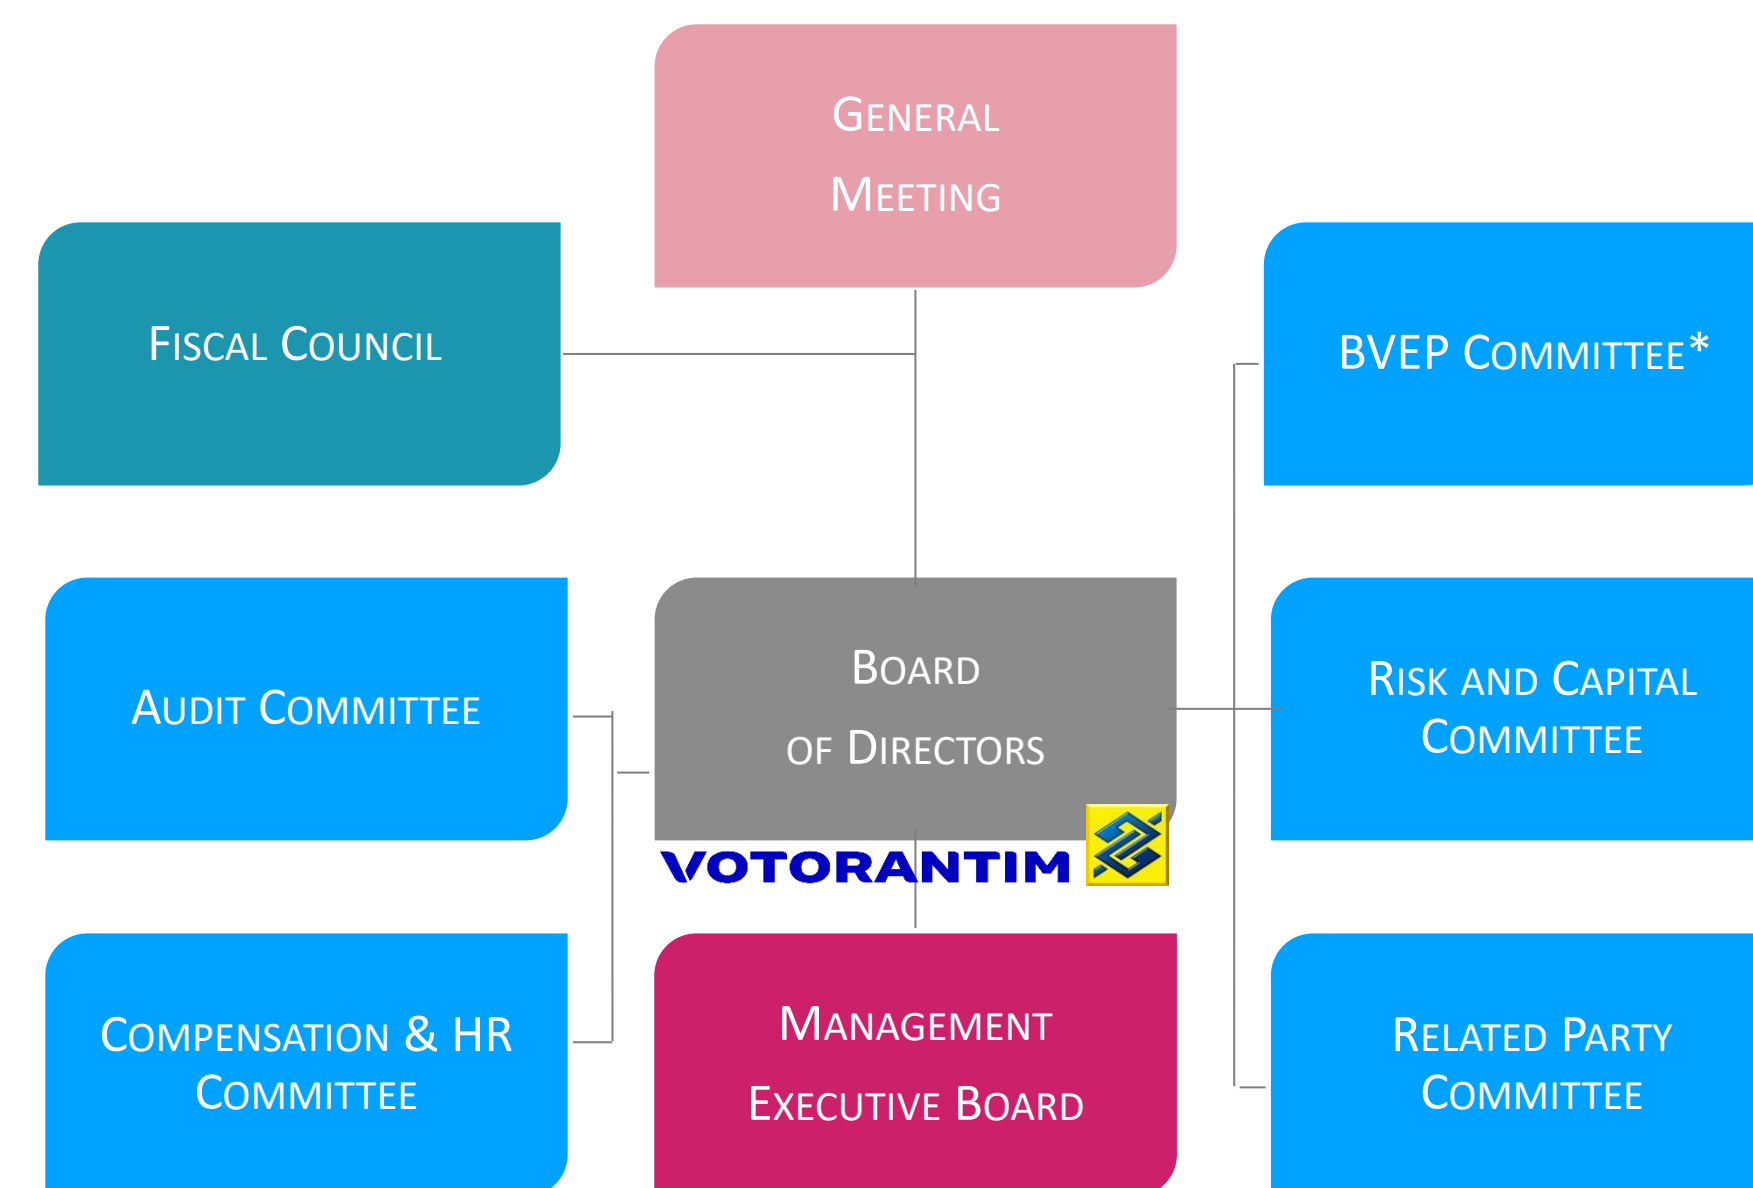 GENERAL
MEETING
FISCAL COUNCIL
BVEP COMMITTEE*
AUDIT COMMITTEE
BOARD
OF DIRECTORS
RISK AND CAPITAL
COMMITTEE
VOTORANTIM
COMPENSATION & HR
COMMITTEE
MANAGEMENT
EXECUTIVE BOARD
RELATED PARTY
COMMITTEE